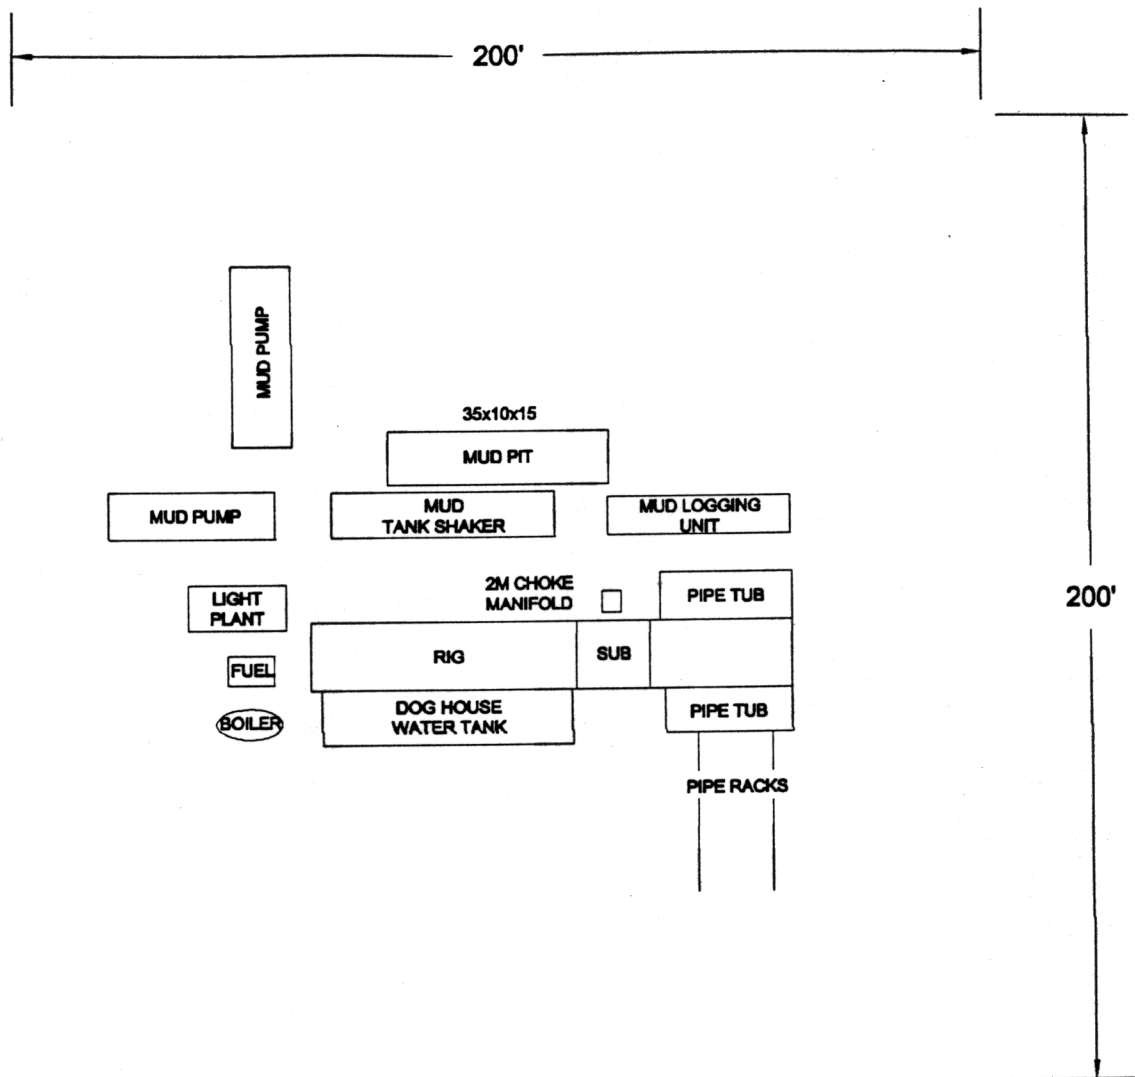 200'
MUD PUMP
35x10x15
MUD PIT
MUD PUMP
MUD
TANK SHAKER
MUD LOGGING
UNIT
LIGHT
PLANT
2M CHOKE
MANIFOLD
PIPE TUB
200'
RIG
SUB
FUEL
BOILER
DOG HOUSE
WATER TANK
PIPE TUB
PIPE RACKS